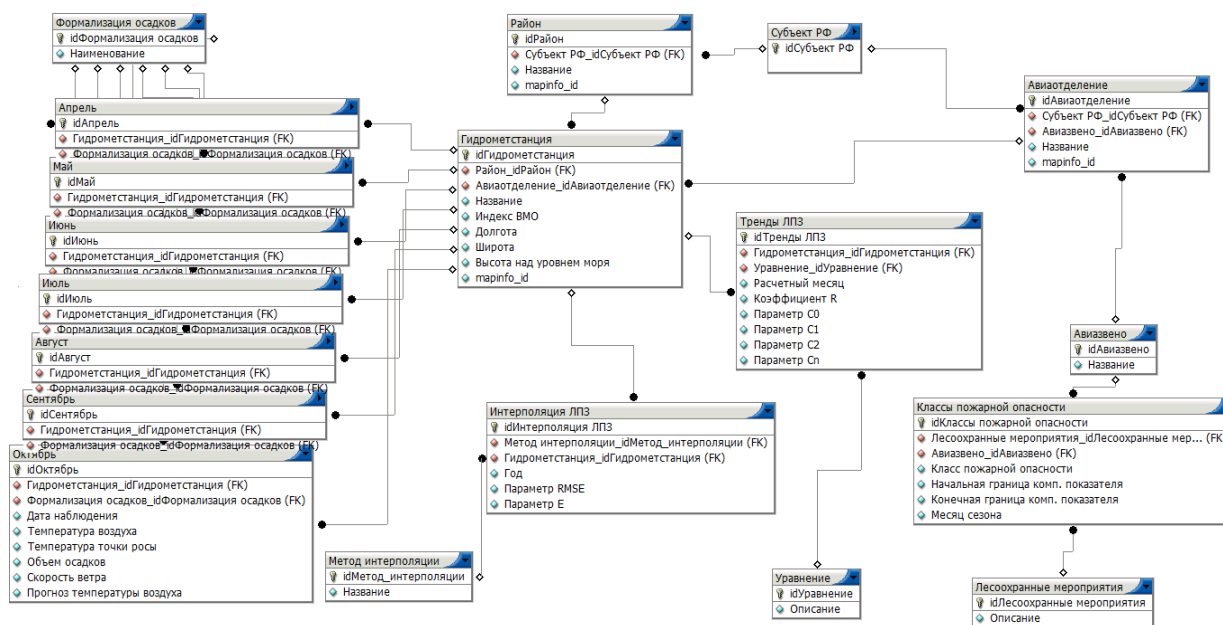 Формализация осадков
idФормализация осадков
Наименование
Апрель
idАпрель
Гидрометстанция_idГидрометстанция (FK)
Формализация осадков_idФормализация осадков (FK)
Май
idМай
Гидрометстанция_idГидрометстанция (FK)
Формализация осадков_idФормализация осадков (FK)
Июнь
idИюнь
Гидрометстанция_idГидрометстанция (FK)
Формализация осадков_idФормализация осадков (FK)
Июль
idИюль
Гидрометстанция_idГидрометстанция (FK)
Формализация осадков_idФормализация осадков (FK)
Август
idАвгуст
Гидрометстанция_idГидрометстанция (FK)
Формализация осадков_idФормализация осадков (FK)
Сентябрь
idСентябрь
Гидрометстанция_idГидрометстанция (FK)
Формализация осадков_idФормализация осадков (FK)
Октябрь
idОктябрь
Гидрометстанция_idГидрометстанция (FK)
Формализация осадков_idФормализация осадков (FK)
Дата наблюдения
Температура воздуха
Температура точки росы
Объем осадков
Скорость ветра
Прогноз температуры воздуха
Район
idРайон
Субъект РФ_idСубъект РФ (FK)
Название
mapinfo_id
Субъект РФ
idСубъект РФ
Авиаотделение
idАвиаотделение
Субъект РФ_idСубъект РФ (FK)
Авиазвено_idАвиазвено (FK)
Название
mapinfo_id
Гидрометстанция
idГидрометстанция
Район_idРайон (FK)
Авиаотделение_idАвиаотделение (FK)
Название
Индекс ВМО
Долгота
Широта
Высота над уровнем моря
mapinfo_id
Тренды ЛПЗ
idТренды ЛПЗ
Гидрометстанция_idГидрометстанция (FK)
Уравнение_idУравнение (FK)
Расчетный месяц
Коэффициент R
Параметр C0
Параметр C1
Параметр C2
Параметр Cn
Авиазвено
idАвиазвено
Название
Интерполяция ЛПЗ
idИнтерполяция ЛПЗ
Метод интерполяции_idМетод_интерполяции (FK)
Гидрометстанция_idГидрометстанция (FK)
Год
Параметр RMSE
Параметр E
Классы пожарной опасности
idКлассы пожарной опасности
Лесоохранные мероприятия_idЛесоохранные мер... (FK)
Авиазвено_idАвиазвено (FK)
Класс пожарной опасности
Начальная граница комп. показателя
Конечная граница комп. показателя
Месяц сезона
Метод интерполяции
idМетод_интерполяции
Название
Уравнение
idУравнение
Описание
Лесоохранные мероприятия
idЛесоохранные мероприятия
Описание